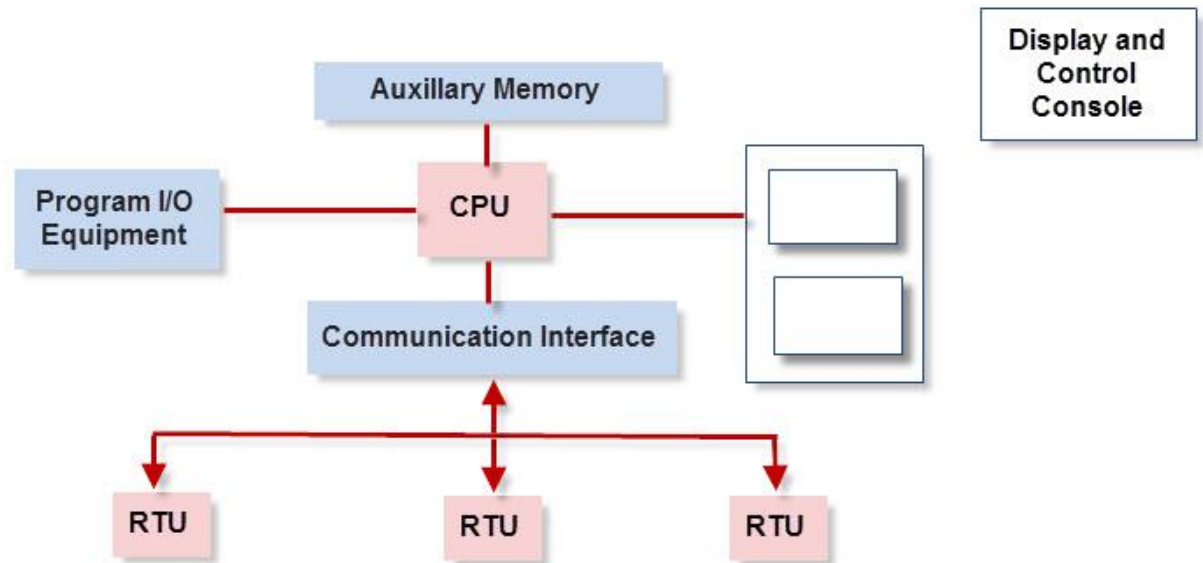 Display and
Control
Console
Auxillary Memory
Program I/O
Equipment
CPU
Communication Interface
RTU
RTU
RTU